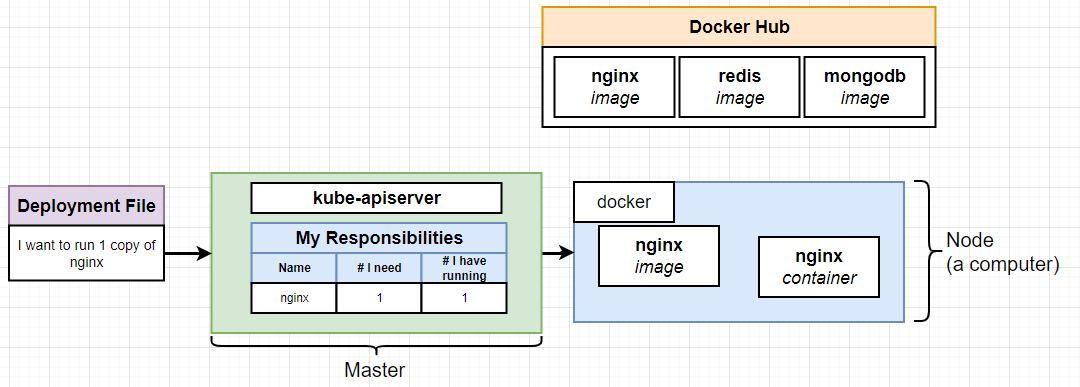 Docker Hub
nginx
image
redis
image
mongodb
image
Deployment File
I want to run 1 copy of
nginx
kube-apiserver
My Responsibilities
Name
# I need
# I have
running
nginx
1
1
Master
docker
nginx
image
nginx
container
Node
(a computer)